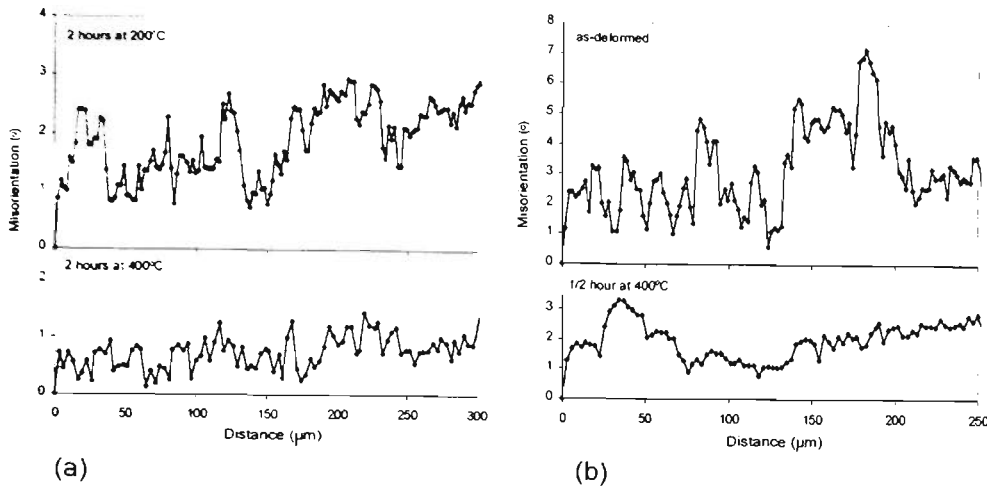 4
2 hours at 200°C
3
2
1
0
Misorientation (°)
2 hours at 400°C
2
1
0
0 50 100 150 200 250 300
Distance (µm)
(a)
8
as-deformed
7
6
5
4
3
2
1
0
Misorientation (°)
1/2 hour at 400°C
3
2
1
0
0 50 100 150 200 250
Distance (µm)
(b)